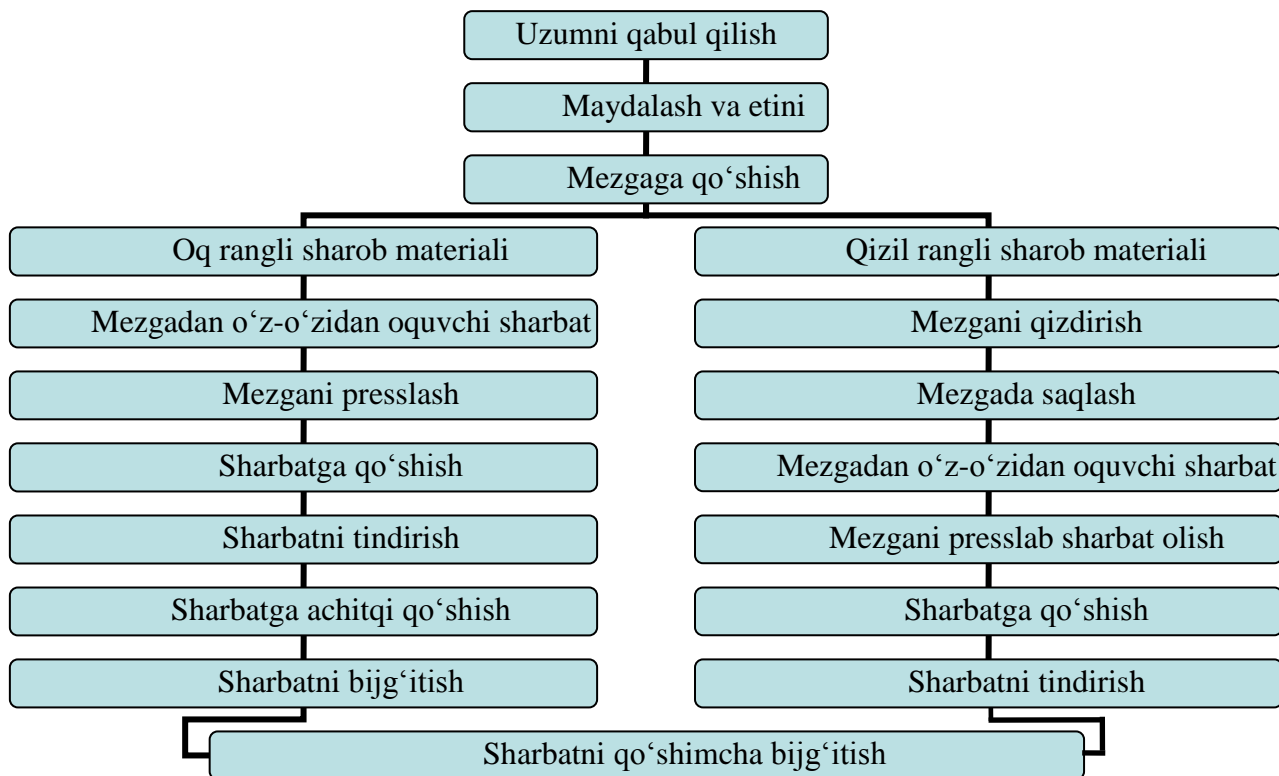 Uzumni qabul qilish
Maydalash va etini
Mezgaga qo‘shish
Oq rangli sharob materiali
Mezgadan o‘z-o‘zidan oquvchi sharbat
Mezgani presslash
Sharbatga qo‘shish
Sharbatni tindirish
Sharbatga achitqi qo‘shish
Sharbatni bijg‘itish
Qizil rangli sharob materiali
Mezgani qizdirish
Mezgada saqlash
Mezgadan o‘z-o‘zidan oquvchi sharbat
Mezgani presslab sharbat olish
Sharbatga qo‘shish
Sharbatni tindirish
Sharbatni qo‘shimcha bijg‘itish